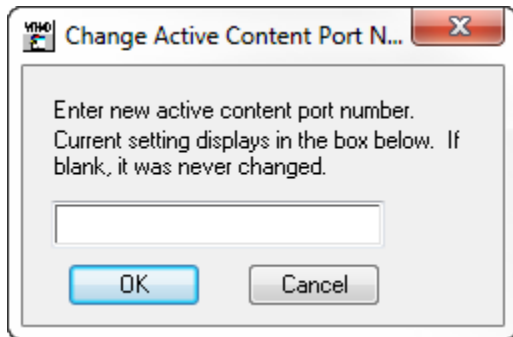 Change Active Content Port N...
Enter new active content port number.
Current setting displays in the box below. If
blank, it was never changed.
OK
Cancel